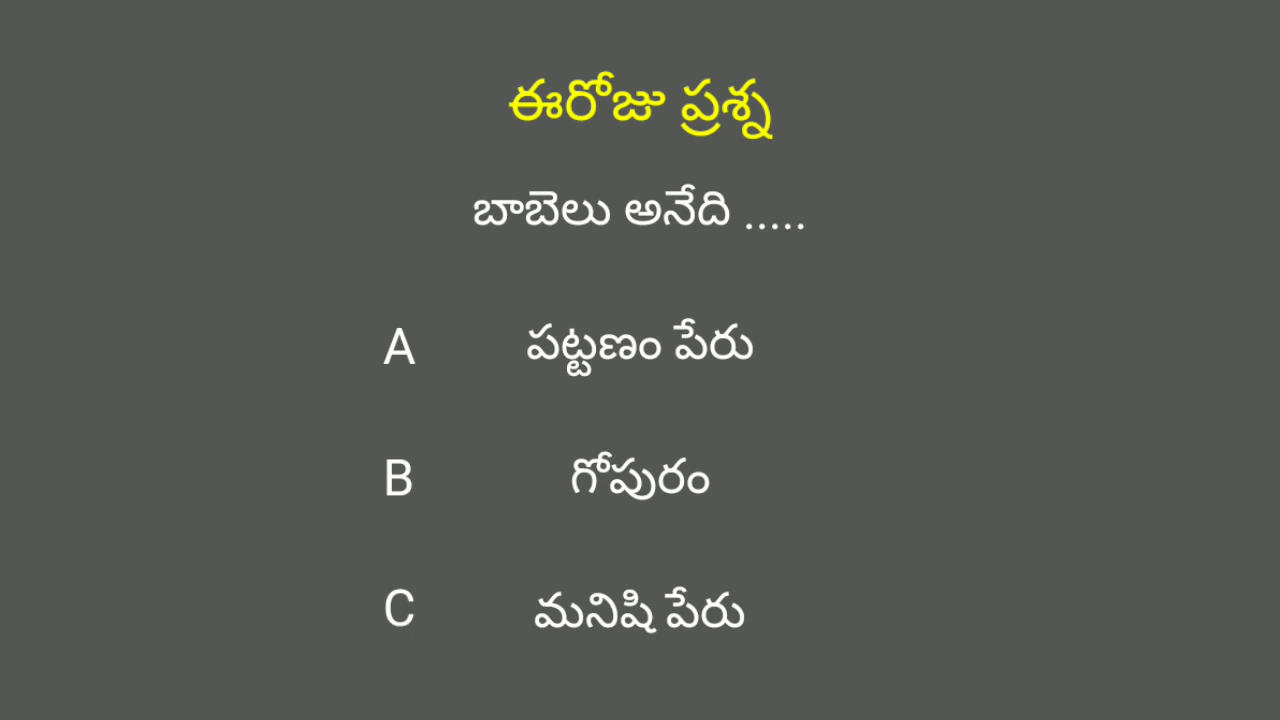 ఈరోజు ప్రశ్న
బాబెలు అనేది .....
A పట్టణం పేరు
B గోపురం
C మనిషి పేరు